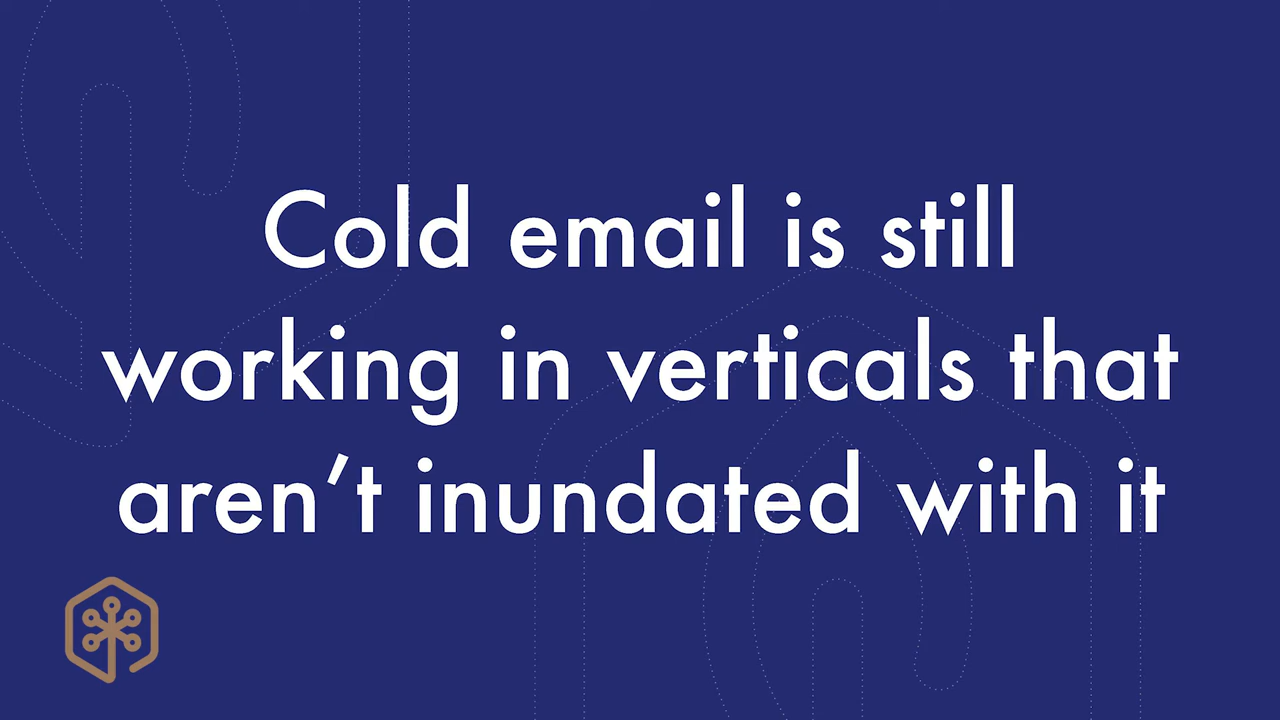 Cold email is still
working in verticals that
aren’t inundated with it